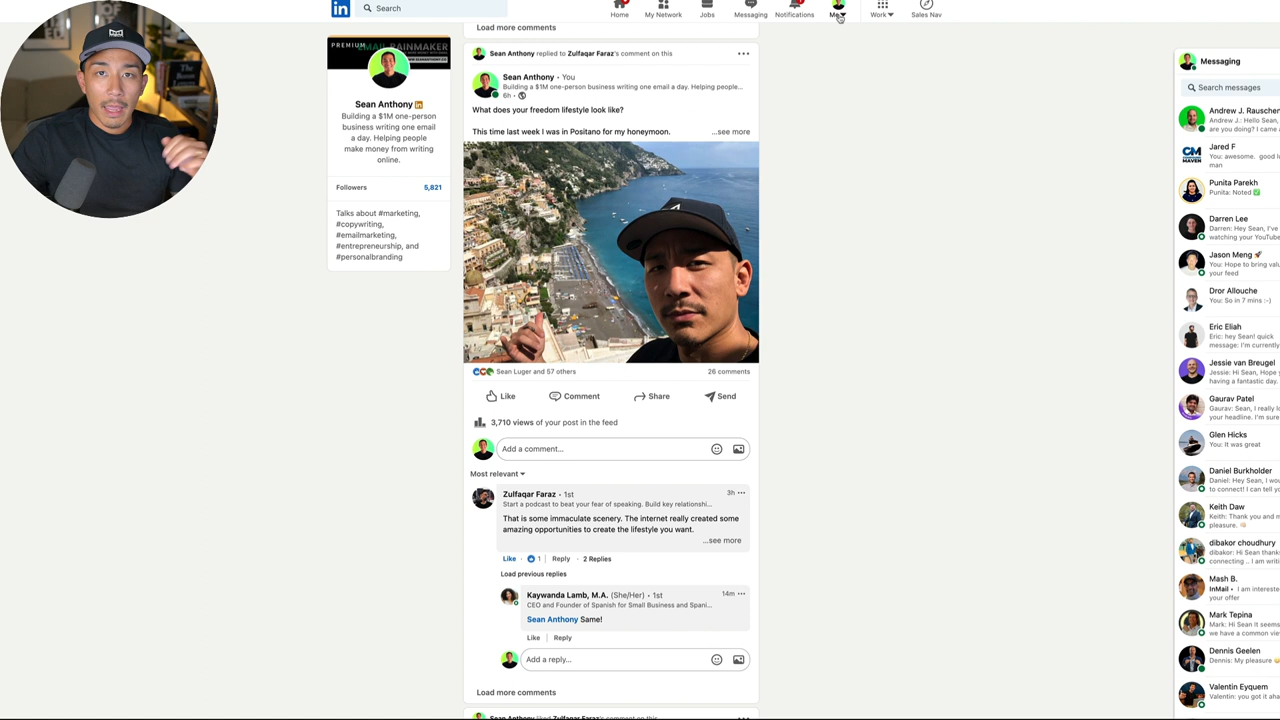 in
Search
Home
My Network
Jobs
Messaging
Notifications
Me
Work
Sales Nav
Load more comments
PREMIUM
EMAIL RAINMAKER
Sean Anthony in
Building a $1M one-person
business writing one email
a day. Helping people
make money from writing
online.
Followers 5,821
Talks about #marketing,
#copywriting,
#emailmarketing,
#entrepreneurship, and
#personalbranding
Sean Anthony replied to Zulfaqar Faraz's comment on this
Sean Anthony • You
Building a $1M one-person business writing one email a day. Helping people...
6h •
What does your freedom lifestyle look like?
This time last week I was in Positano for my honeymoon. ...see more
Sean Luger and 57 others 26 comments
Like Comment Share Send
3,710 views of your post in the feed
Add a comment...
Most relevant
Zulfaqar Faraz • 1st 3h
Start a podcast to beat your fear of speaking. Build key relationshi...
That is some immaculate scenery. The internet really created some
amazing opportunities to create the lifestyle you want.
...see more
Like • 1 | Reply • 2 Replies
Load previous replies
Kaywanda Lamb, M.A. (She/Her) • 1st 14m
CEO and Founder of Spanish for Small Business and Spani...
Sean Anthony Same!
Like | Reply
Add a reply...
Load more comments
Sean Anthony liked Zulfaqar Faraz's comment on this
Messaging
Search messages
Andrew J. Rauscher
Andrew J.: Hello Sean,
are you doing? I came a
Jared F
You: awesome. good l
man
Punita Parekh
Punita: Noted ✅
Darren Lee
Darren: Hey Sean, I've
watching your YouTube
Jason Meng 🚀
You: Hope to bring valu
your feed
Dror Allouche
You: So in 7 mins :-)
Eric Eliah
Eric: hey Sean! quick
message: I'm currently
Jessie van Breugel
Jessie: Hi Sean, Hope y
having a fantastic day.
Gaurav Patel
Gaurav: Sean, I really lo
your headline. I'm sure
Glen Hicks
You: It was great
Daniel Burkholder
Daniel: Hey Sean, I wou
to connect! I can tell yo
Keith Daw
Keith: Thank you and m
pleasure. 👊
dibakor choudhury
dibakor: Hi Sean thank
connecting .. I am writi
Mash B.
InMail • I am intereste
your offer
Mark Tepina
Mark: Hi Sean It seems
we have a common vie
Dennis Geelen
Dennis: My pleasure
Valentin Eyquem
Valentin: you got it aha